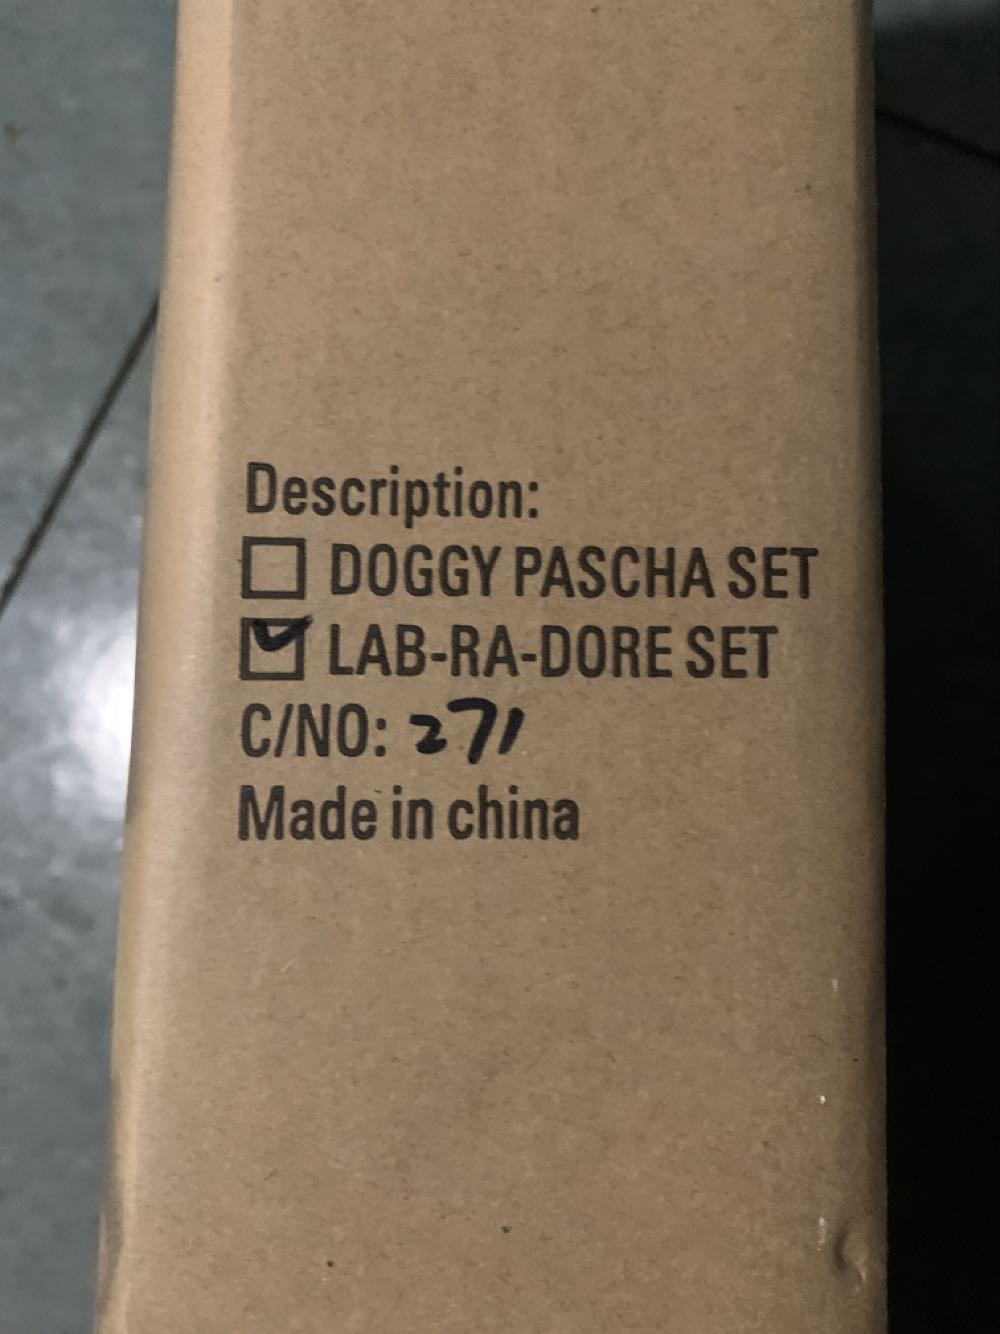 Description:
☐ DOGGY PASCHA SET
☑ LAB-RA-DORE SET
C/NO: 271
Made in china